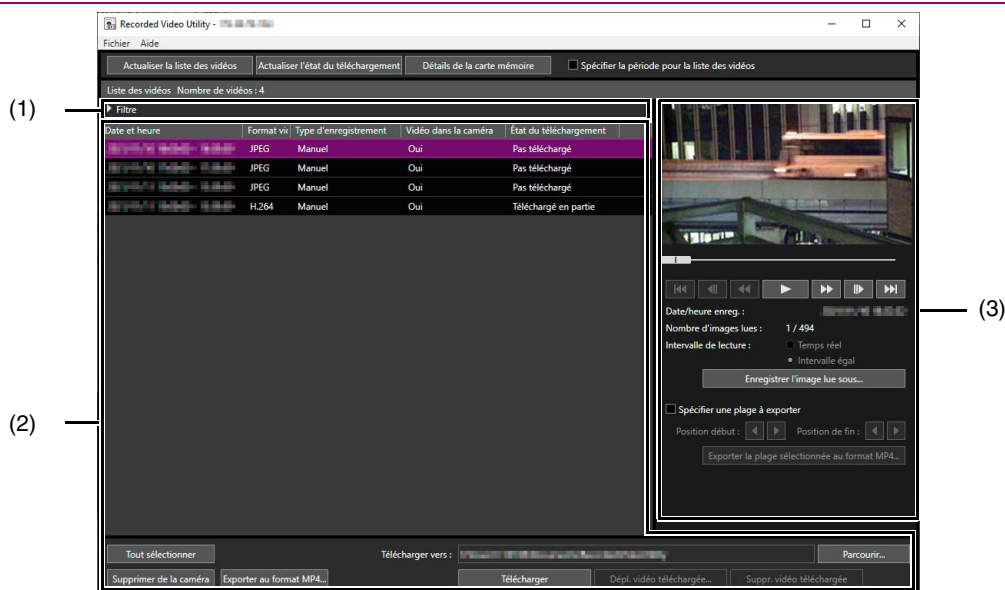 Recorded Video Utility -
Fichier Aide
Actualiser la liste des vidéos Actualiser l'état du téléchargement Détails de la carte mémoire Spécifier la période pour la liste des vidéos
Liste des vidéos Nombre de vidéos : 4
(1)
Filtre
Date et heure Format vic Type d'enregistrement Vidéo dans la caméra État du téléchargement
JPEG Manuel Oui Pas téléchargé
JPEG Manuel Oui Pas téléchargé
JPEG Manuel Oui Pas téléchargé
H.264 Manuel Oui Téléchargé en partie
Date/heure enreg. :
(3)
Nombre d'images lues : 1 / 494
Intervalle de lecture : Temps réel
Intervalle égal
Enregistrer l'image lue sous...
Spécifier une plage à exporter
(2)
Position début : Position de fin :
Exporter la plage sélectionnée au format MP4...
Tout sélectionner Télécharger vers : Parcourir...
Supprimer de la caméra Exporter au format MP4... Télécharger Dépl. vidéo téléchargée... Suppr. vidéo téléchargée